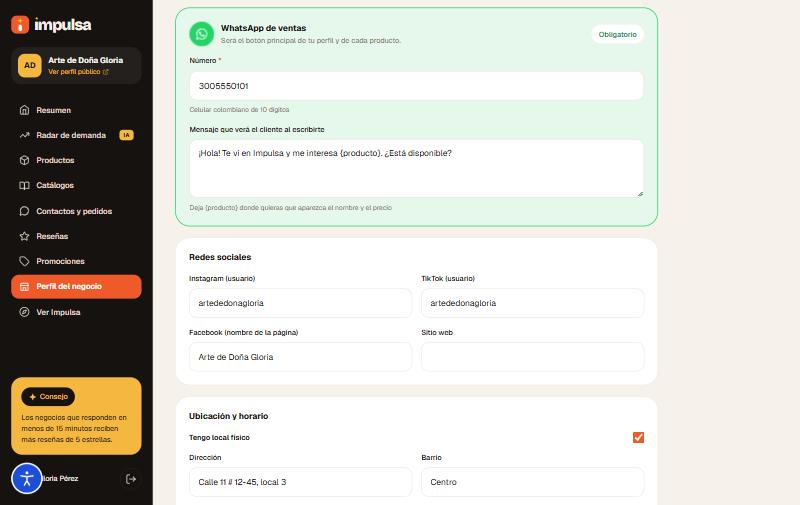 impulsa
AD
Arte de Doña Gloria
Ver perfil público
Resumen
Radar de demanda
IA
Productos
Catálogos
Contactos y pedidos
Reseñas
Promociones
Perfil del negocio
Ver Impulsa
Consejo
Los negocios que responden en
menos de 15 minutos reciben
más reseñas de 5 estrellas.
loria Pérez
WhatsApp de ventas
Será el botón principal de tu perfil y de cada producto.
Obligatorio
Número *
3005550101
Celular colombiano de 10 dígitos
Mensaje que verá el cliente al escribirte
¡Hola! Te vi en Impulsa y me interesa {producto}. ¿Está disponible?
Deja {producto} donde quieras que aparezca el nombre y el precio
Redes sociales
Instagram (usuario)
TikTok (usuario)
artededonagloria
artededonagloria
Facebook (nombre de la página)
Sitio web
Arte de Doña Gloria
Ubicación y horario
Tengo local físico
Dirección
Barrio
Calle 11 # 12-45, local 3
Centro